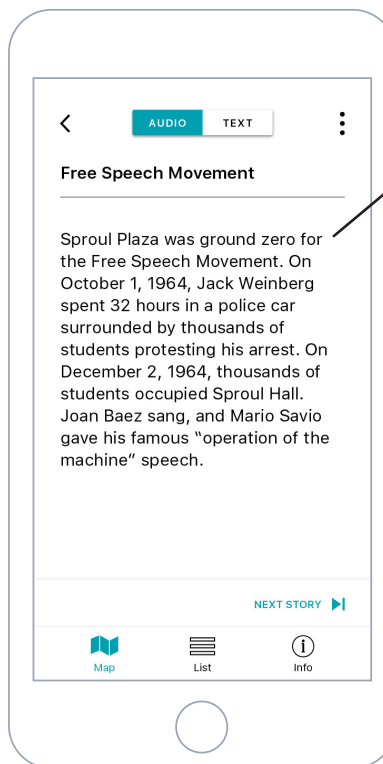 AUDIO TEXT
Free Speech Movement
Sproul Plaza was ground zero for
the Free Speech Movement. On
October 1, 1964, Jack Weinberg
spent 32 hours in a police car
surrounded by thousands of
students protesting his arrest. On
December 2, 1964, thousands of
students occupied Sproul Hall.
Joan Baez sang, and Mario Savio
gave his famous “operation of the
machine” speech.
NEXT STORY
Map List Info